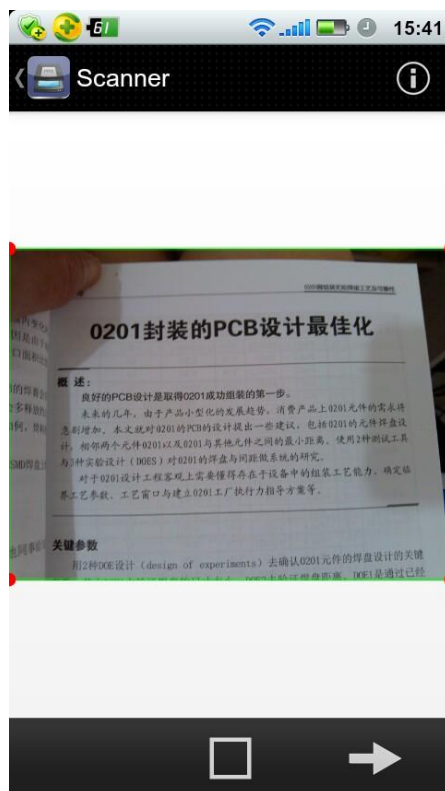 61
15:41
Scanner
0201封装的PCB设计最佳化
概 述：
良好的PCB设计是取得0201成功组装的第一步。
未来的几年，由于产品小型化的发展趋势，消费产品上0201元件的需求将
急剧增加。本文就对0201的PCB的设计提出一些建议，包括0201的元件焊盘设
计，相邻两个元件0201以及0201与其他元件之间的最小距离。使用2种测试工具
与3种实验设计（DOES）对0201的焊盘与间距做系统的研究。
对于0201设计工程客观上需要懂得存在于设备中的组装工艺能力，确定临
界工艺参数、工艺窗口与建立0201工厂执行力指导方案等。
关键参数
用2种DOE设计（design of experiments）去确认0201元件的焊盘设计的关键
DOE1是通过已经